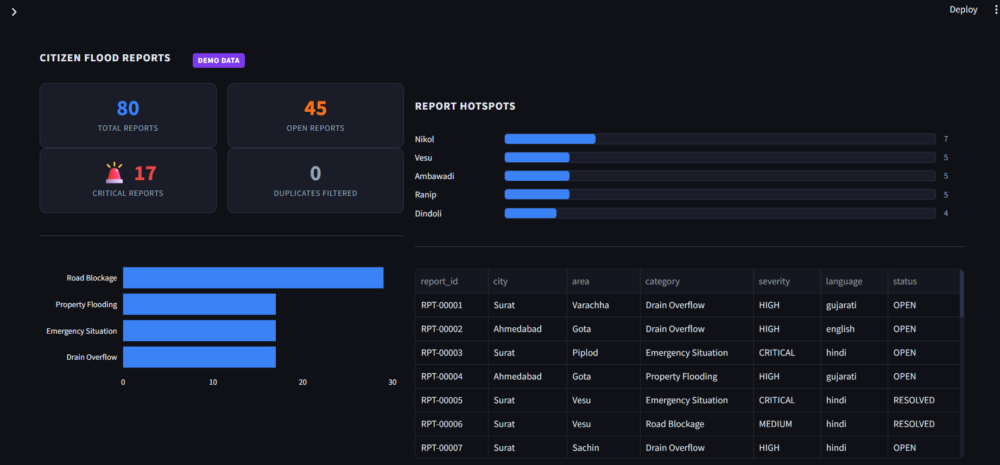 Deploy
CITIZEN FLOOD REPORTS DEMO DATA
80
TOTAL REPORTS
45
OPEN REPORTS
17
CRITICAL REPORTS
0
DUPLICATES FILTERED
Road Blockage
Property Flooding
Emergency Situation
Drain Overflow
0 10 20 30
REPORT HOTSPOTS
Nikol 7
Vesu 5
Ambawadi 5
Ranip 5
Dindoli 4
report_id city area category severity language status
RPT-00001 Surat Varachha Drain Overflow HIGH gujarati OPEN
RPT-00002 Ahmedabad Gota Drain Overflow HIGH english OPEN
RPT-00003 Surat Piplod Emergency Situation CRITICAL hindi OPEN
RPT-00004 Ahmedabad Gota Property Flooding HIGH gujarati OPEN
RPT-00005 Surat Vesu Emergency Situation CRITICAL hindi RESOLVED
RPT-00006 Surat Vesu Road Blockage MEDIUM hindi RESOLVED
RPT-00007 Surat Sachin Drain Overflow HIGH hindi OPEN